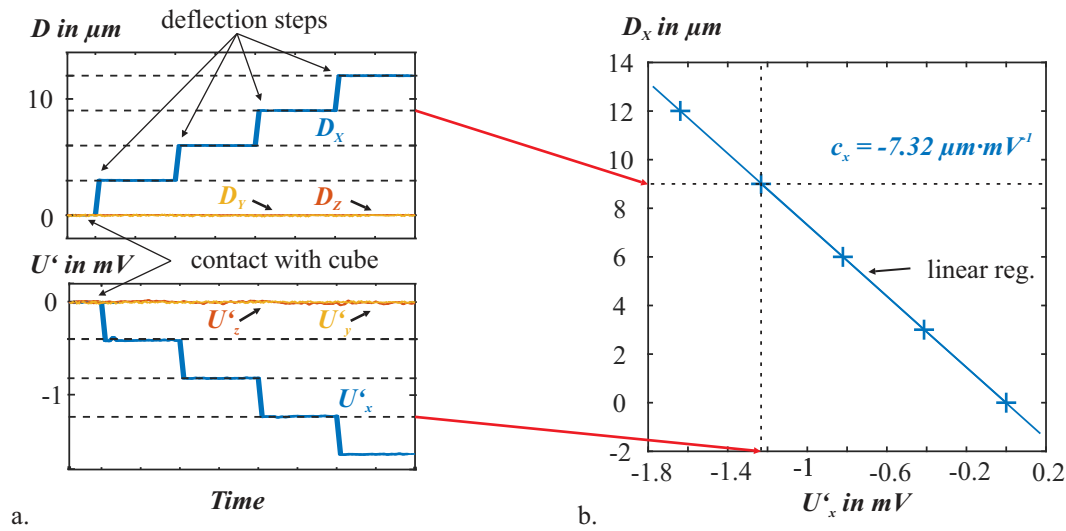 deflection steps
D in µm
10
0
D_X
D_Y
D_Z
U‘ in mV
contact with cube
0
-1
U‘_z
U‘_y
U‘_x
Time
a.
D_X in µm
14
12
10
8
6
4
2
0
-2
c_x = -7.32 µm·mV^-1
linear reg.
-1.8 -1.4 -1 -0.6 -0.2 0.2
U‘_x in mV
b.